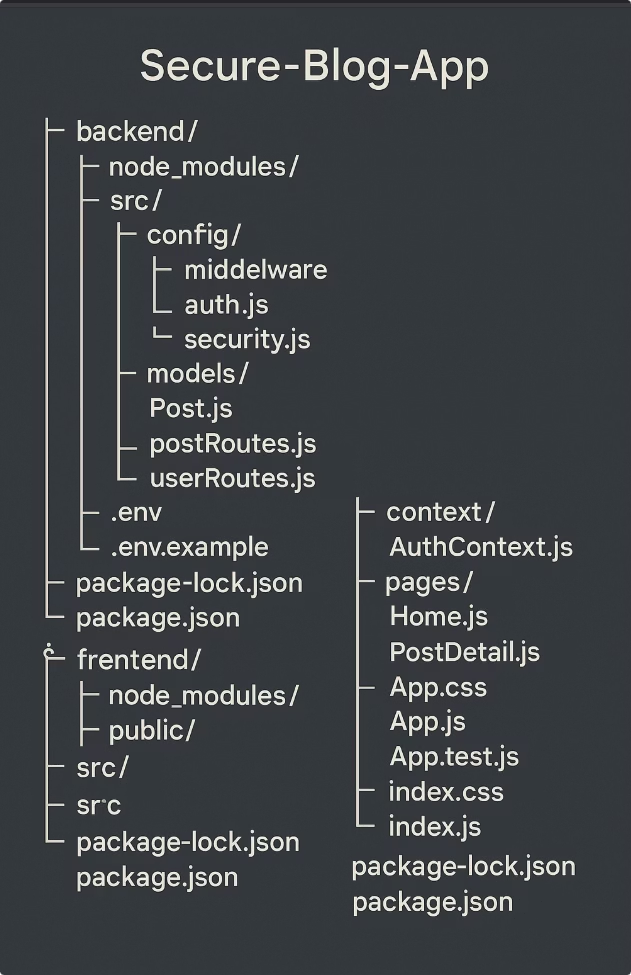 Secure-Blog-App
backend/
node_modules/
src/
config/
middelware
auth.js
security.js
models/
Post.js
postRoutes.js
userRoutes.js
.env
.env.example
package-lock.json
package.json
frentend/
node_modules/
public/
src/
src
package-lock.json
package.json
context/
AuthContext.js
pages/
Home.js
PostDetail.js
App.css
App.js
App.test.js
index.css
index.js
package-lock.json
package.json